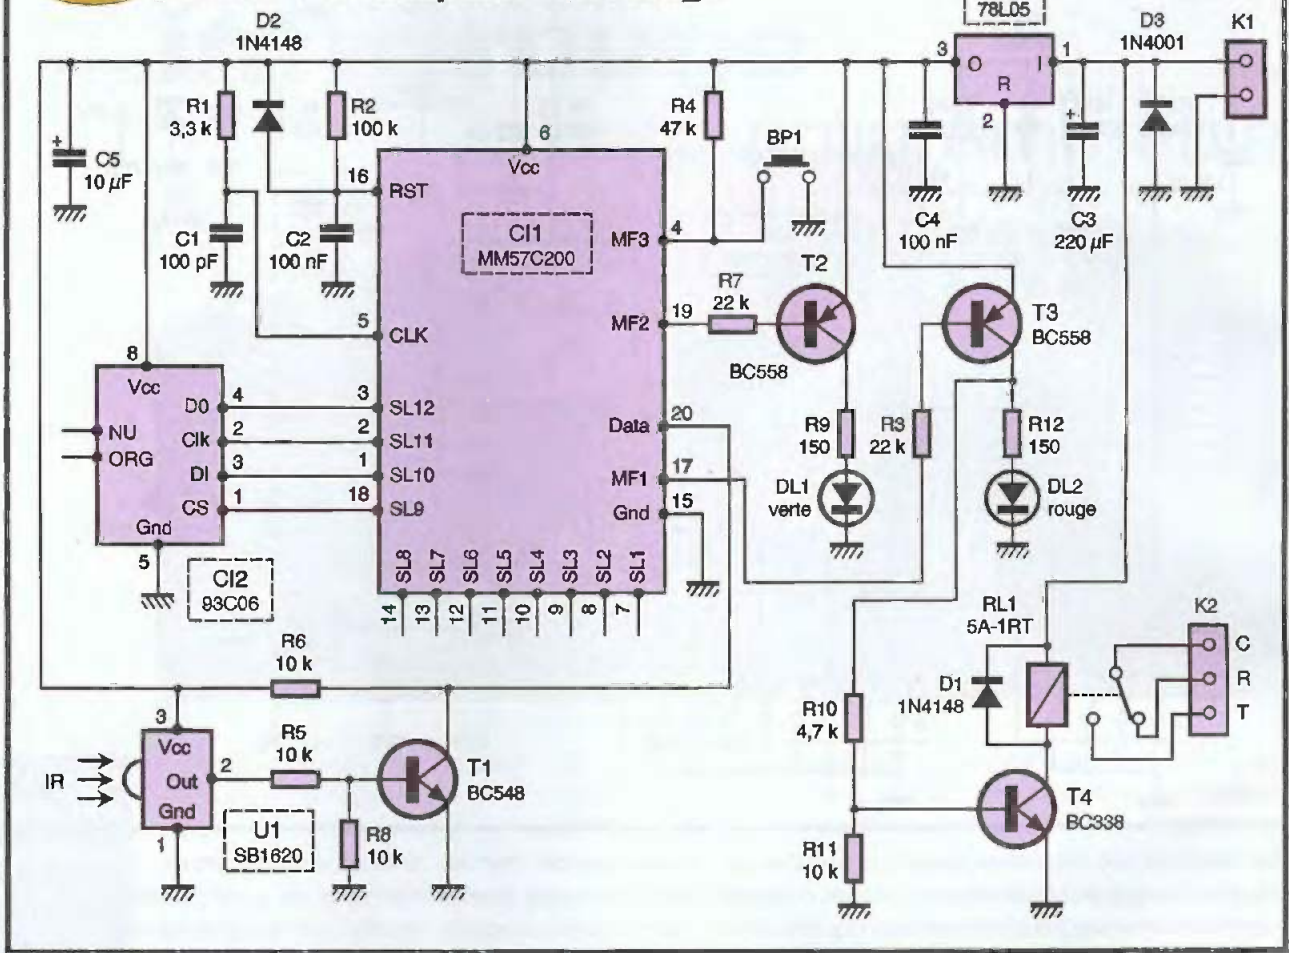 78L05
D2
1N4148
3
O
I
1
R
2
D3
1N4001
K1
+
C5
10 µF
R1
3,3 k
R2
100 k
6
Vcc
R4
47 k
BP1
+
C4
100 nF
C3
220 µF
16
RST
C1
100 pF
C2
100 nF
CI1
MM57C200
MF3
4
T2
R7
22 k
5
CLK
MF2
19
BC558
T3
BC558
8
Vcc
NU
ORG
D0
4
3
SL12
Clk
2
2
SL11
DI
3
1
SL10
CS
1
18
SL9
Gnd
5
Data
20
MF1
17
Gnd
15
R9
150
R3
22 k
R12
150
DL1
verte
DL2
rouge
CI2
93C06
SL8
SL7
SL6
SL5
SL4
SL3
SL2
SL1
14
13
12
11
10
9
8
7
RL1
5A-1RT
K2
C
R
T
R6
10 k
3
Vcc
IR
Out
2
Gnd
1
R5
10 k
T1
BC548
U1
SB1620
R8
10 k
R10
4,7 k
D1
1N4148
T4
BC338
R11
10 k